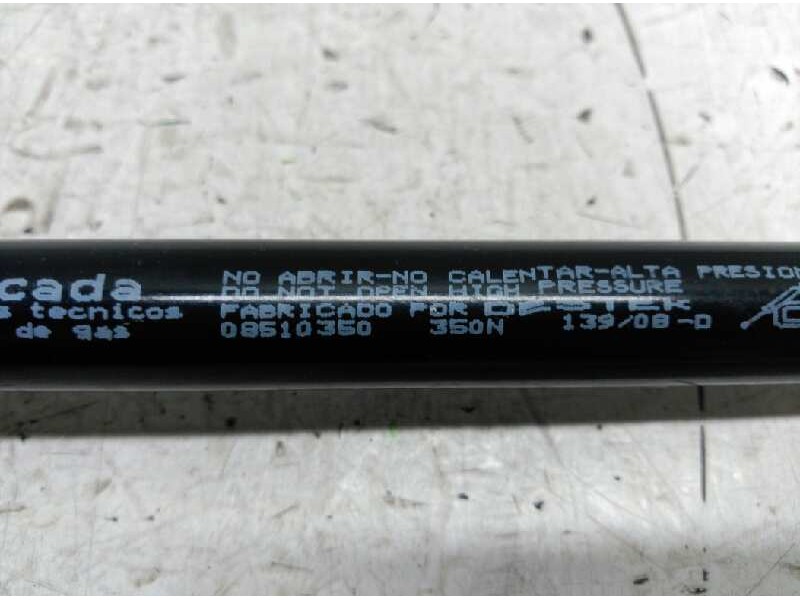 cada
NO ABRIR-NO CALENTAR-ALTA PRESION
DO NOT OPEN HIGH PRESSURE
s tecnicos
FABRICADO POR
de gas
08510350 350N 139/08-D